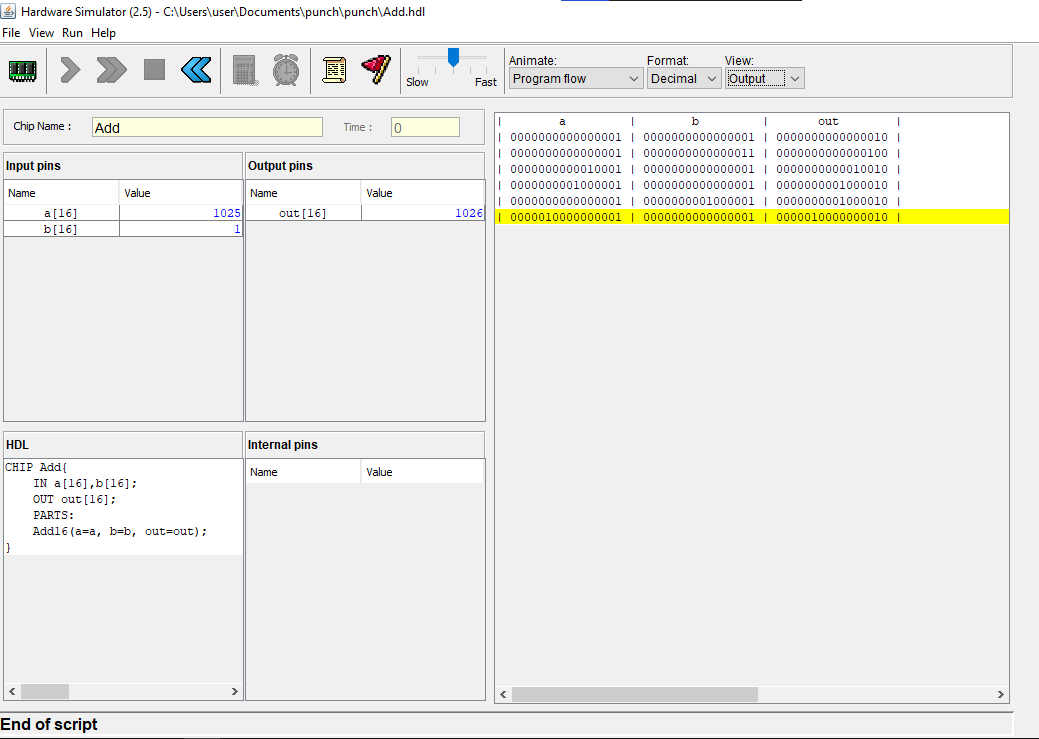 Hardware Simulator (2.5) - C:\Users\user\Documents\punch\punch\Add.hdl
File View Run Help
Slow Fast
Animate: Format: View:
Program flow Decimal Output
Chip Name : Add Time : 0
Input pins Output pins
Name Value Name Value
a[16] 1025 out[16] 1026
b[16] 1
HDL Internal pins
Name Value
CHIP Add{
IN a[16],b[16];
OUT out[16];
PARTS:
Add16(a=a, b=b, out=out);
}
| a | b | out |
| 0000000000000001 | 0000000000000001 | 0000000000000010 |
| 0000000000000001 | 0000000000000011 | 0000000000000100 |
| 0000000000010001 | 0000000000000001 | 0000000000010010 |
| 0000000001000001 | 0000000000000001 | 0000000001000010 |
| 0000000000000001 | 0000000001000001 | 0000000001000010 |
| 0000010000000001 | 0000000000000001 | 0000010000000010 |
End of script